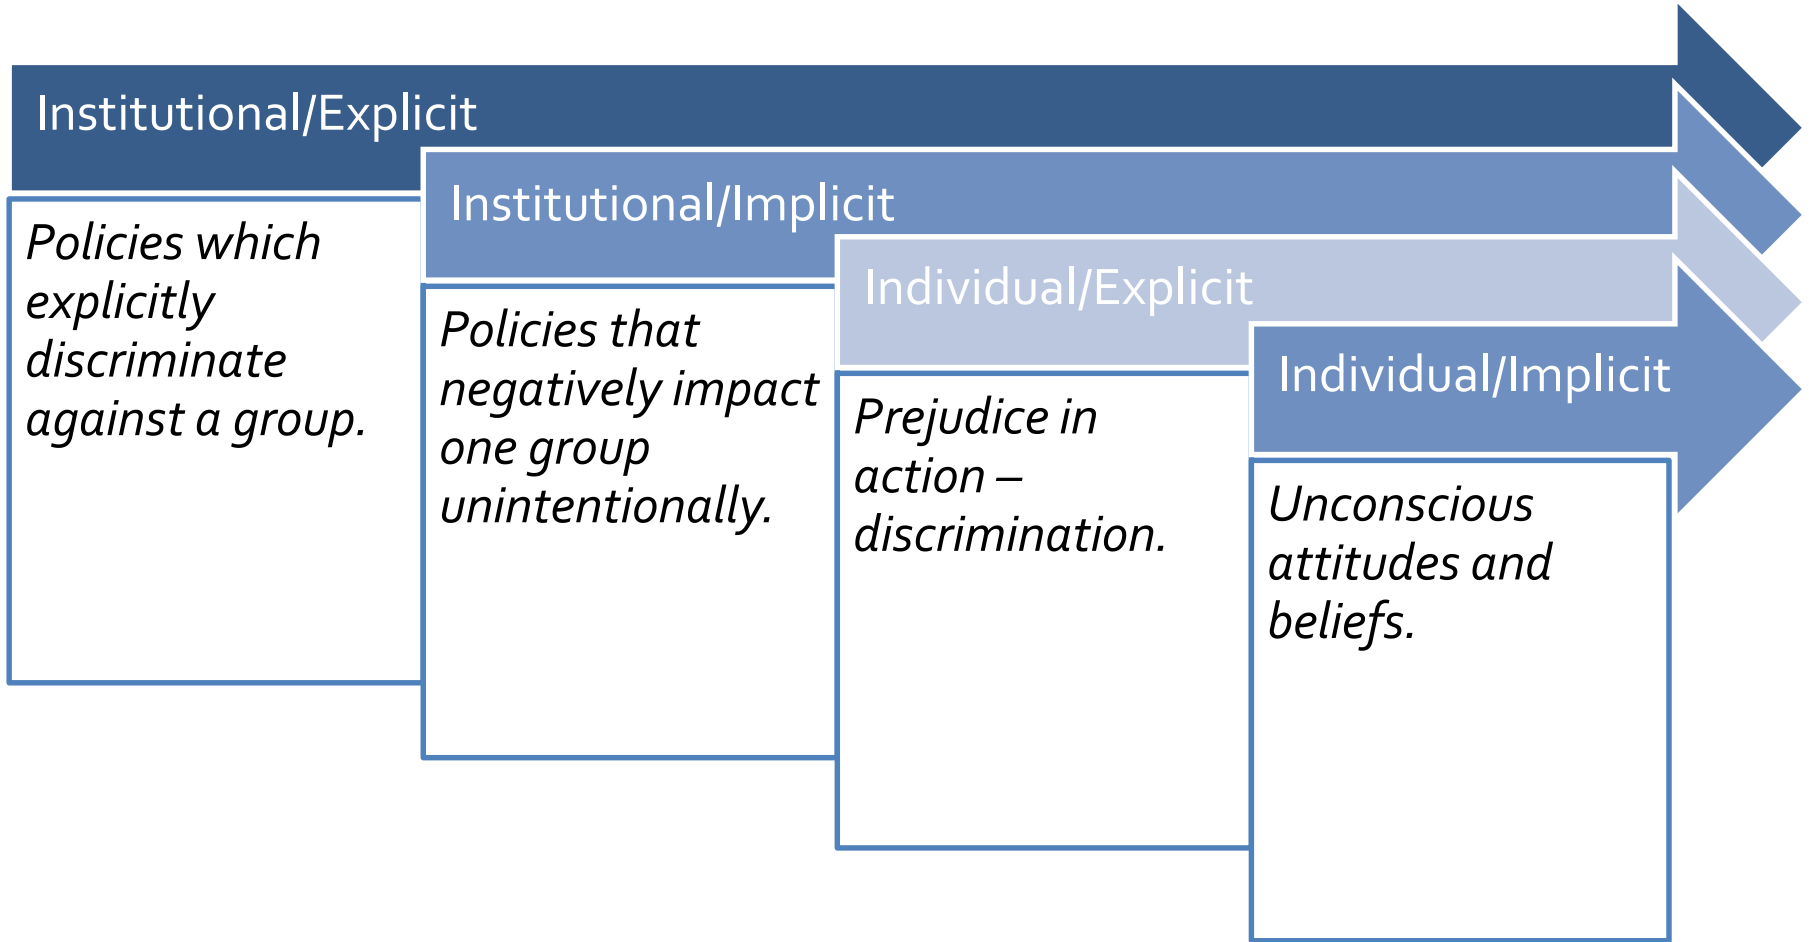 Institutional/Explicit
Policies which
explicitly
discriminate
against a group.
Institutional/Implicit
Policies that
negatively impact
one group
unintentionally.
Individual/Explicit
Prejudice in
action –
discrimination.
Individual/Implicit
Unconscious
attitudes and
beliefs.